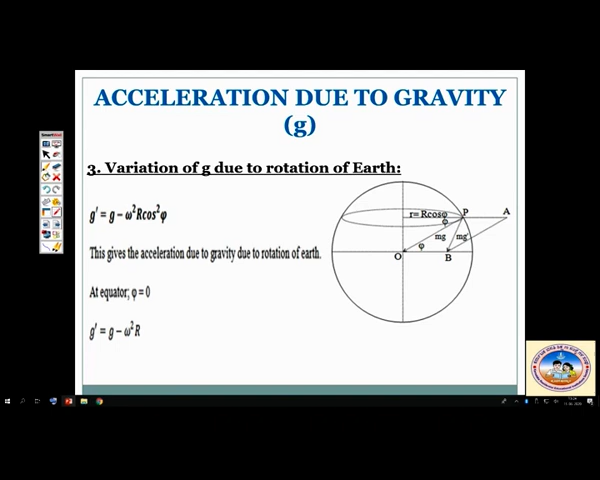 ACCELERATION DUE TO GRAVITY
(g)
3. Variation of g due to rotation of Earth:
g' = g − ω²Rcos²φ
This gives the acceleration due to gravity due to rotation of earth.
At equator; φ = 0
g' = g − ω²R
r= Rcosφ
P
A
φ
mg
mg'
φ
O
B